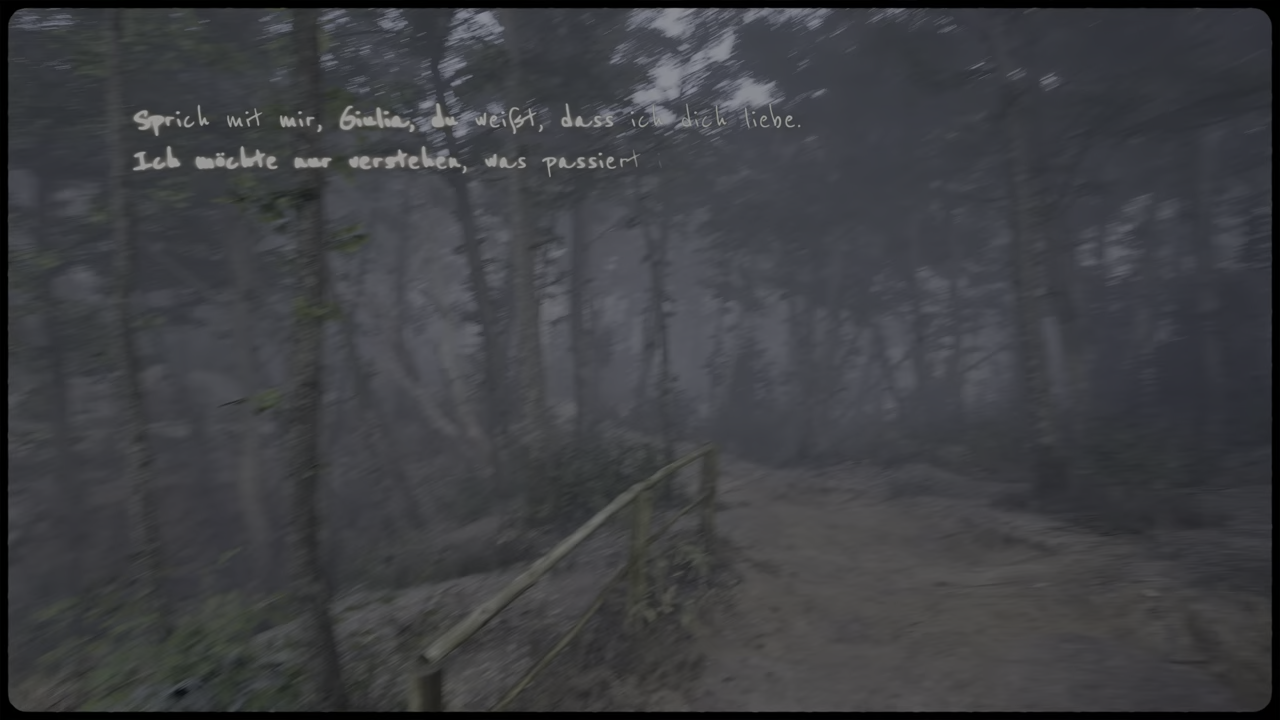 Sprich mit mir, Giulia, du weißt, dass ich dich liebe.
Ich möchte nur verstehen, was passiert